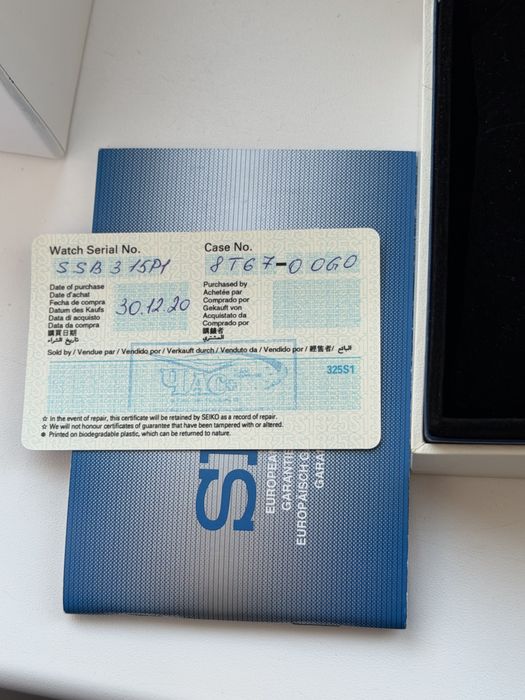 Watch Serial No.
SSB315P1
Case No.
8T67-00G0
Date of purchase
Date d'achat
Fecha de compra
Datum des Kaufs
Data di acquisto
Data da compra
購買日期
تاريخ الشراء
30.12.20
Purchased by
Achetée par
Comprado por
Gekauft von
Acquistato da
Comprado por
購錶者
المشتري
Sold by / Vendue par / Vendido por / Verkauft durch / Venduto da / Vendido por / 經售者 / البائع
ЧАС
325S1
☆ In the event of repair, this certificate will be retained by SEIKO as a record of repair.
☆ We will not honour certificates of guarantee that have been tampered with or altered.
● Printed on biodegradable plastic, which can be returned to nature.
EUROPEAN
GARANTIE
EUROPÄISCH
GARA